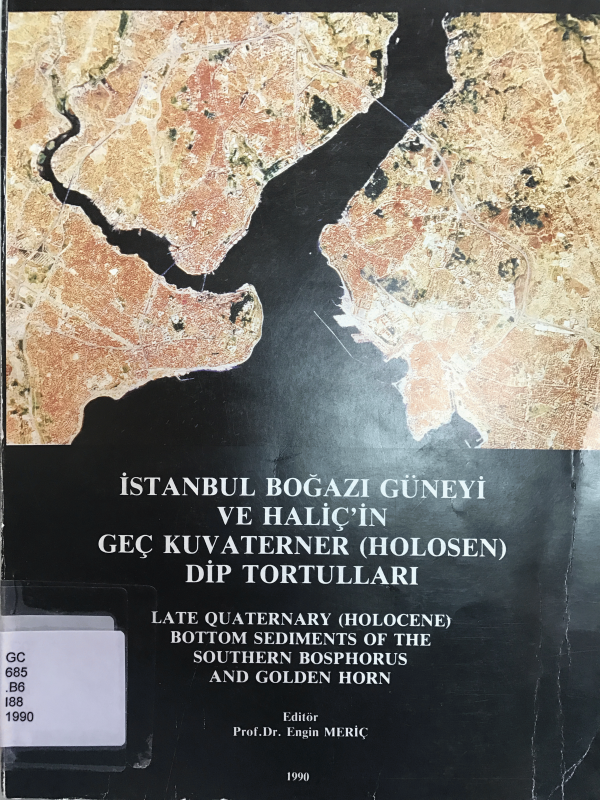 İSTANBUL BOĞAZI GÜNEYİ
VE HALİÇ'İN
GEÇ KUVATERNER (HOLOSEN)
DİP TORTULLARI
LATE QUATERNARY (HOLOCENE)
BOTTOM SEDIMENTS OF THE
SOUTHERN BOSPHORUS
AND GOLDEN HORN
GC
685
.B6
I88
1990
Editör
Prof.Dr. Engin MERİÇ
1990